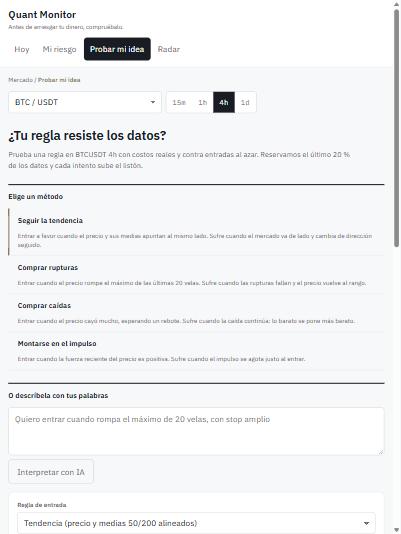 Quant Monitor
Antes de arriesgar tu dinero, compruébalo.
Hoy
Mi riesgo
Probar mi idea
Radar
Mercado / Probar mi idea
BTC / USDT
15m
1h
4h
1d
¿Tu regla resiste los datos?
Prueba una regla en BTCUSDT 4h con costos reales y contra entradas al azar. Reservamos el último 20 %
de los datos y cada intento sube el listón.
Elige un método
Seguir la tendencia
Entrar a favor cuando el precio y sus medias apuntan al mismo lado. Sufre cuando el mercado va de lado y cambia de dirección
seguido.
Comprar rupturas
Entrar cuando el precio rompe el máximo de las últimas 20 velas. Sufre cuando las rupturas fallan y el precio vuelve al rango.
Comprar caídas
Entrar cuando el precio cayó mucho, esperando un rebote. Sufre cuando la caída continúa: lo barato se pone más barato.
Montarse en el impulso
Entrar cuando la fuerza reciente del precio es positiva. Sufre cuando el impulso se agota justo al entrar.
O descríbela con tus palabras
Quiero entrar cuando rompa el máximo de 20 velas, con stop amplio
Interpretar con IA
Regla de entrada
Tendencia (precio y medias 50/200 alineados)